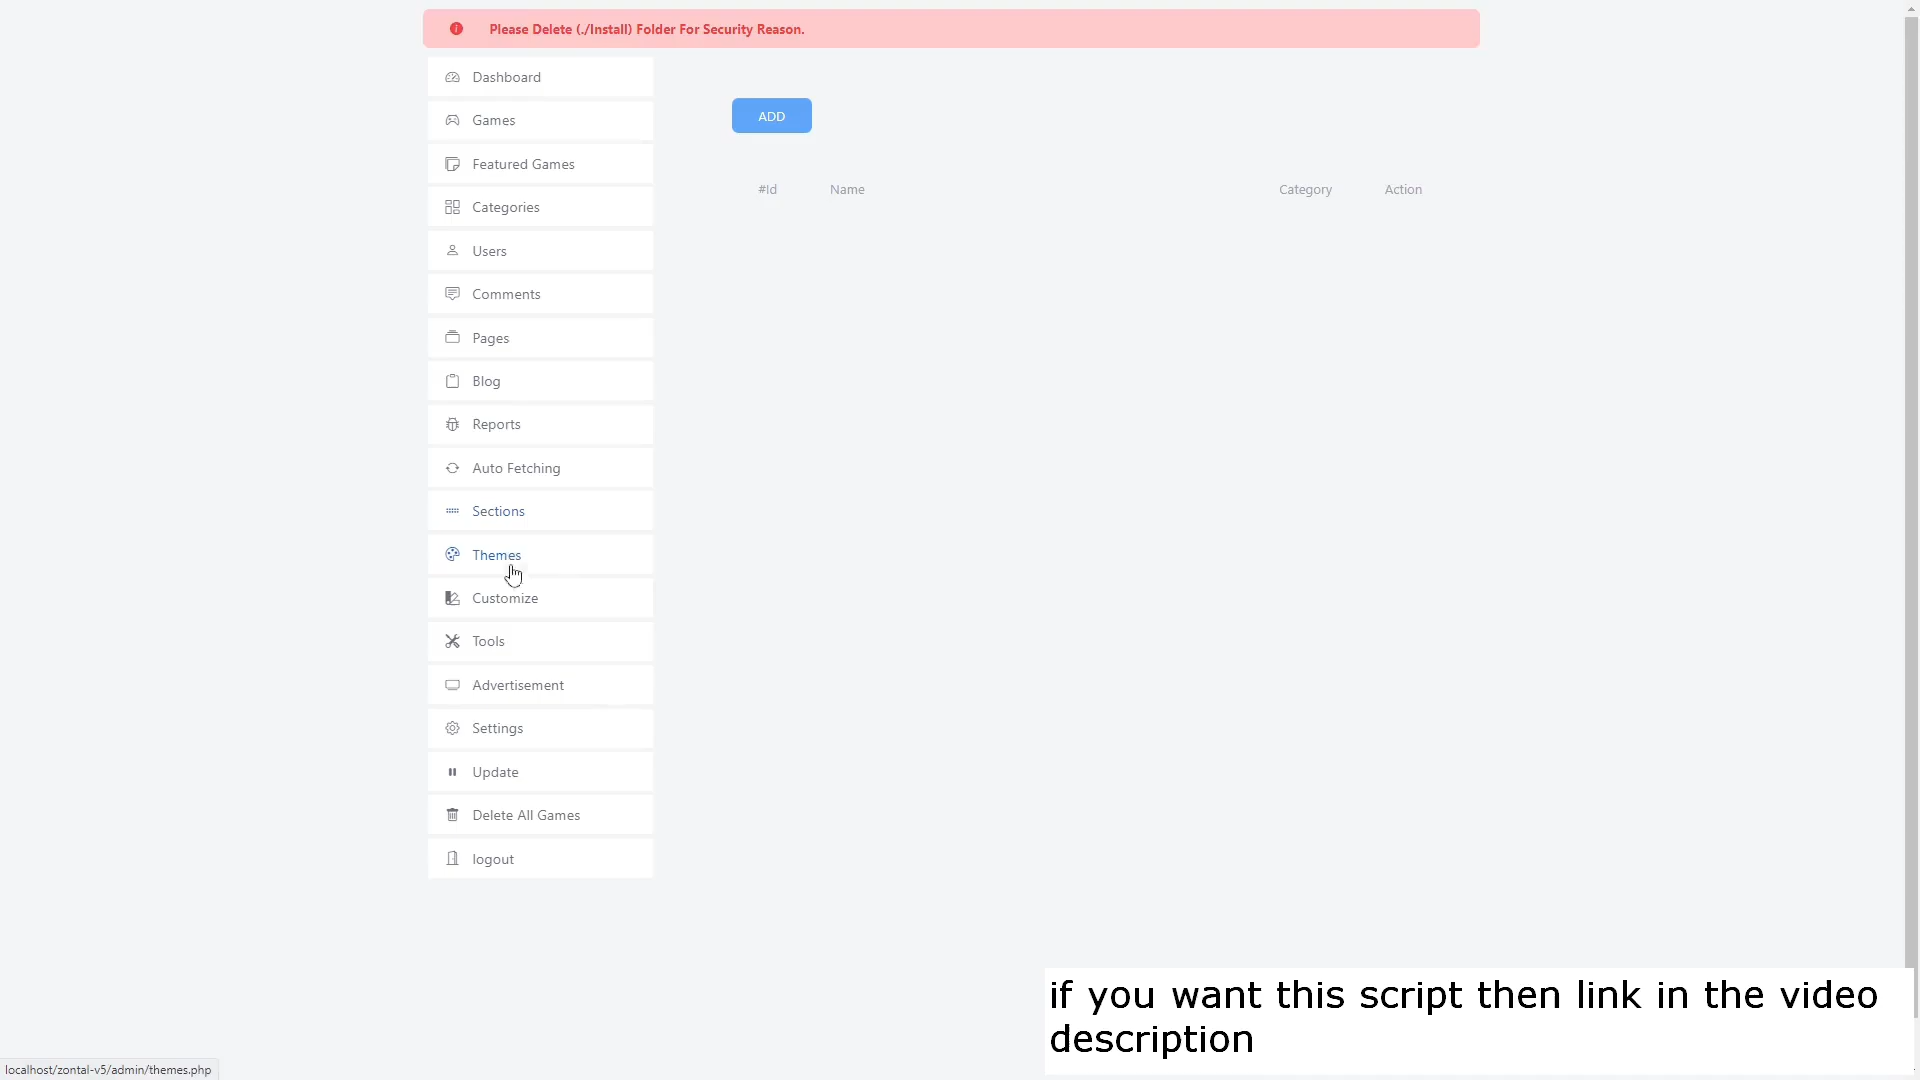 Please Delete (./Install) Folder For Security Reason.
Dashboard
Games
Featured Games
Categories
Users
Comments
Pages
Blog
Reports
Auto Fetching
Sections
Themes
Customize
Tools
Advertisement
Settings
Update
Delete All Games
logout
ADD
#Id Name Category Action
if you want this script then link in the video
description
localhost/zontal-v5/admin/themes.php